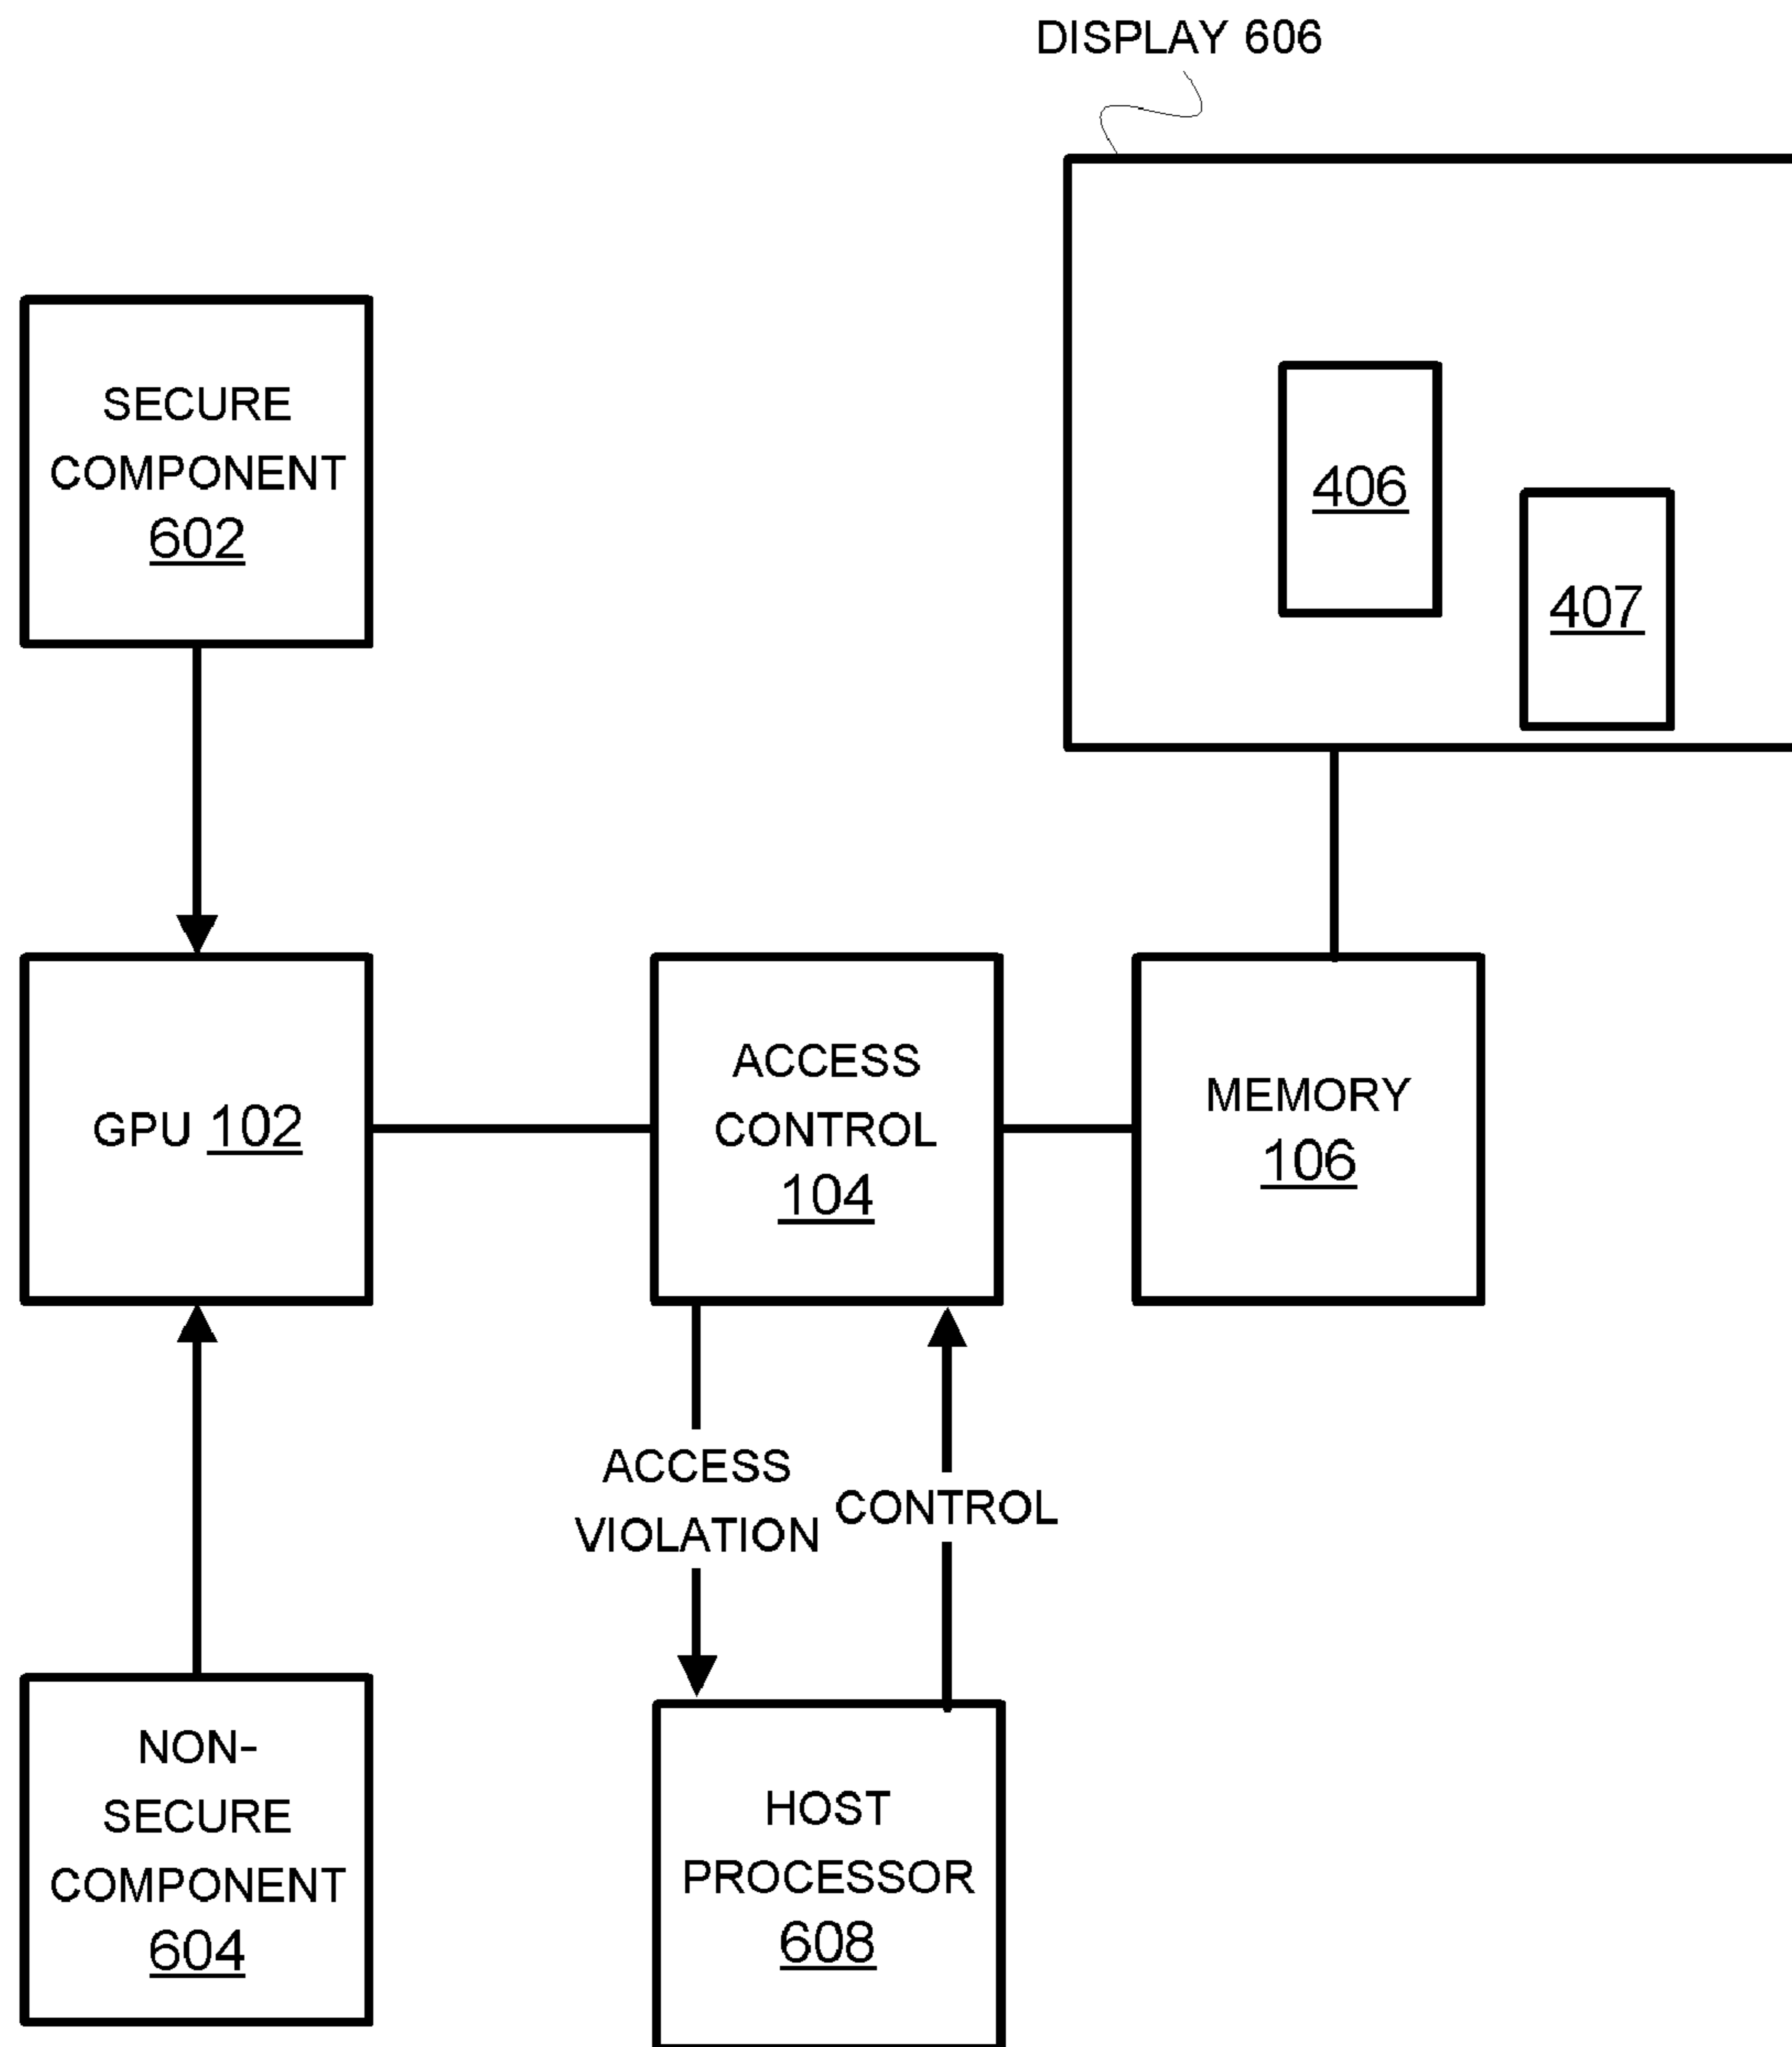 DISPLAY 606
SECURE
COMPONENT
602
406
407
GPU 102
ACCESS
CONTROL
104
MEMORY
106
ACCESS
VIOLATION
CONTROL
NON-
SECURE
COMPONENT
604
HOST
PROCESSOR
608